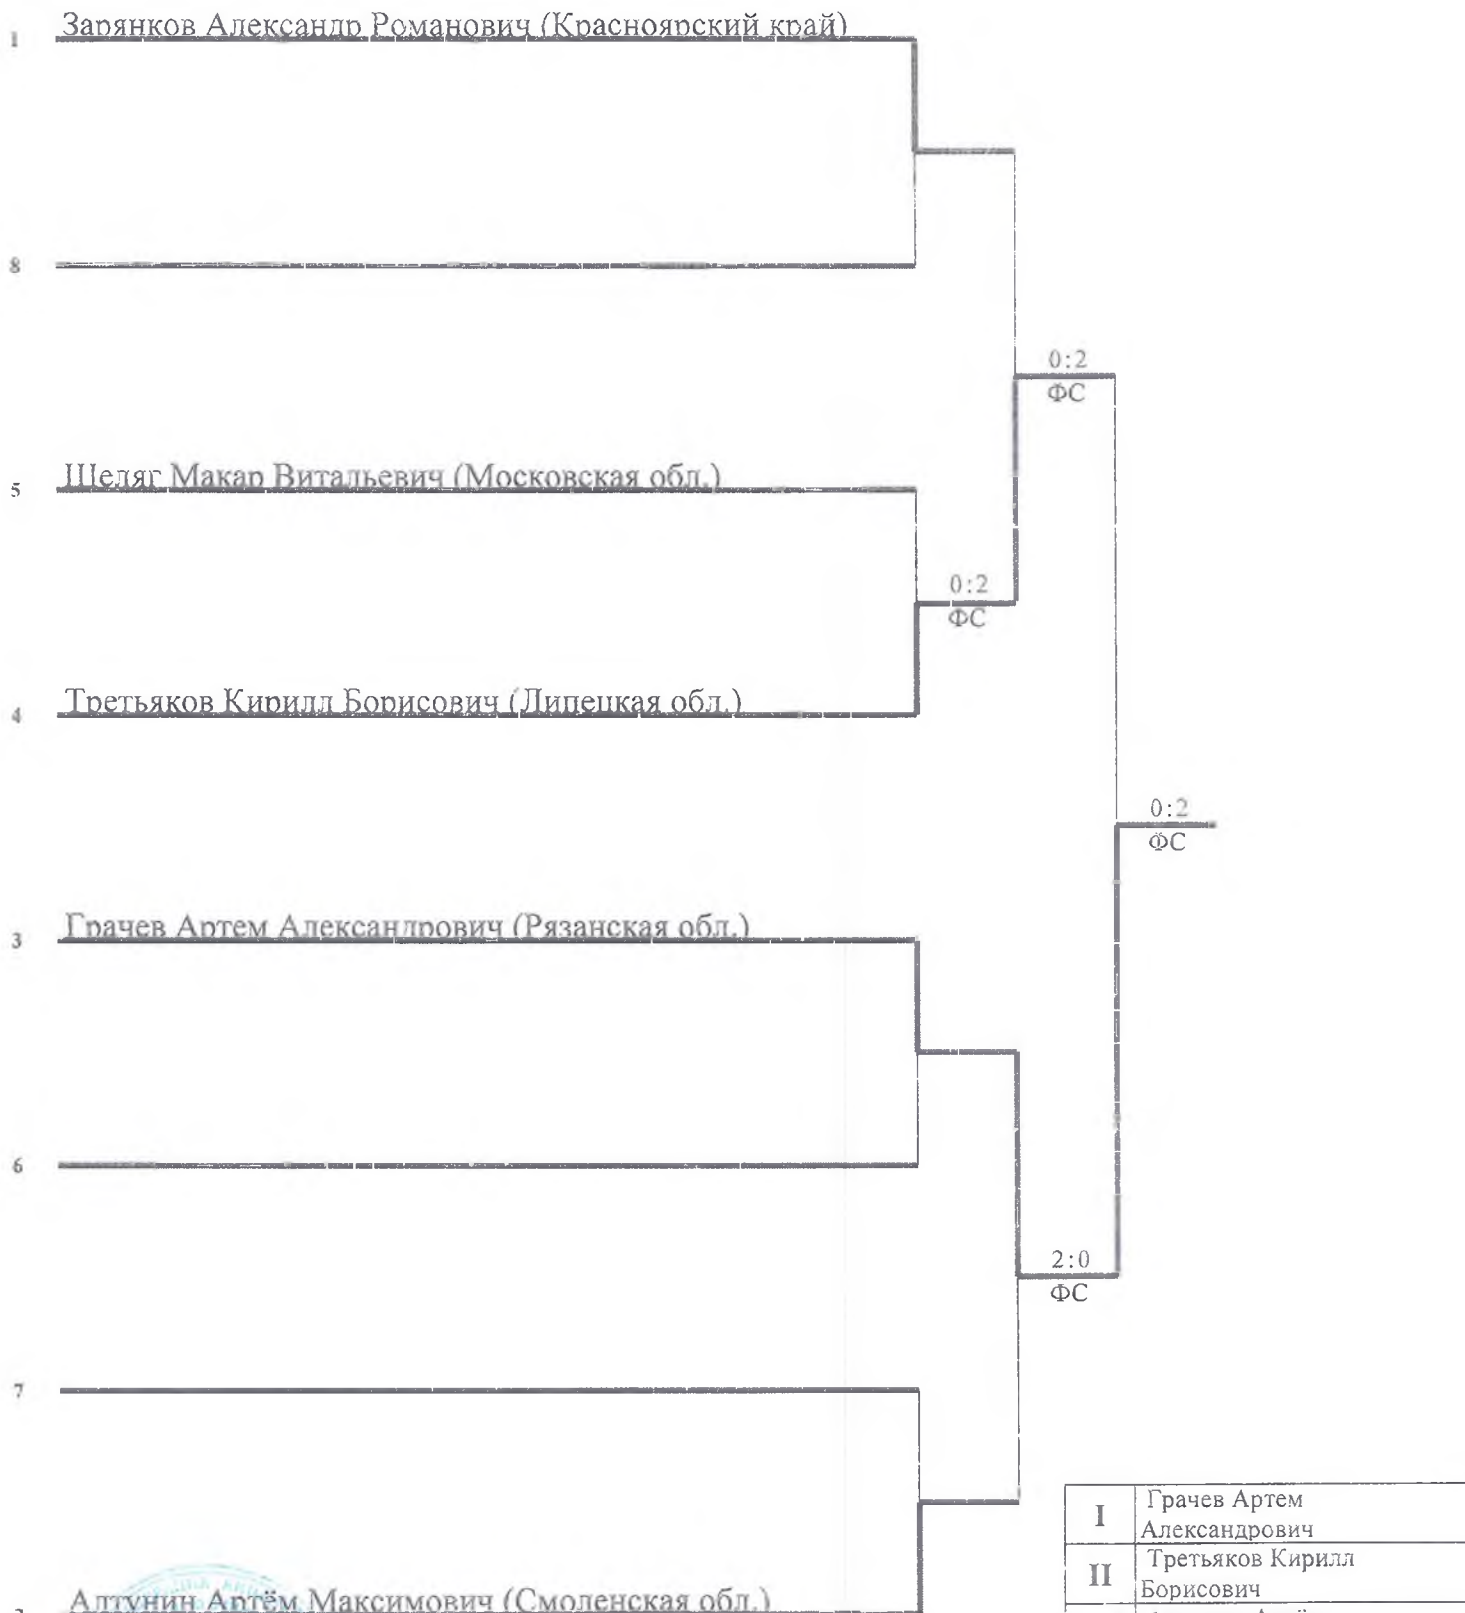 1 Зарянков Александр Романович (Красноярский край)
8
0:2
ФС
5 Шеляг Макар Витальевич (Московская обл.)
0:2
ФС
4 Третьяков Кирилл Борисович (Липецкая обл.)
0:2
ФС
3 Грачев Артем Александрович (Рязанская обл.)
6
2:0
ФС
7
I Грачев Артем
Александрович
II Третьяков Кирилл
Борисович
Алтунин Артём Максимович (Смоленская обл.)